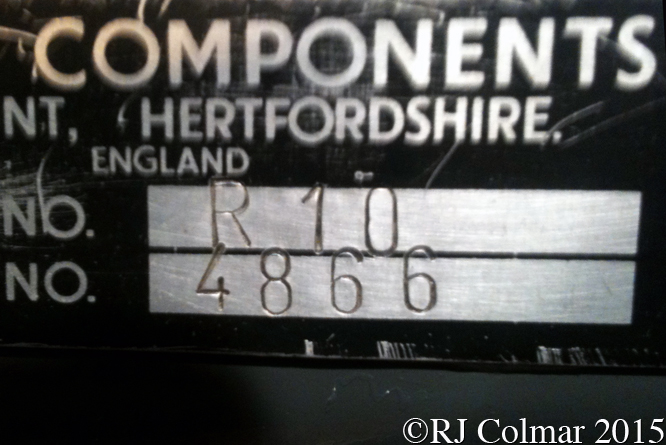 COMPONENTS
NT, HERTFORDSHIRE.
ENGLAND
NO. R 10
NO. 4866
©RJ Colmar 2015